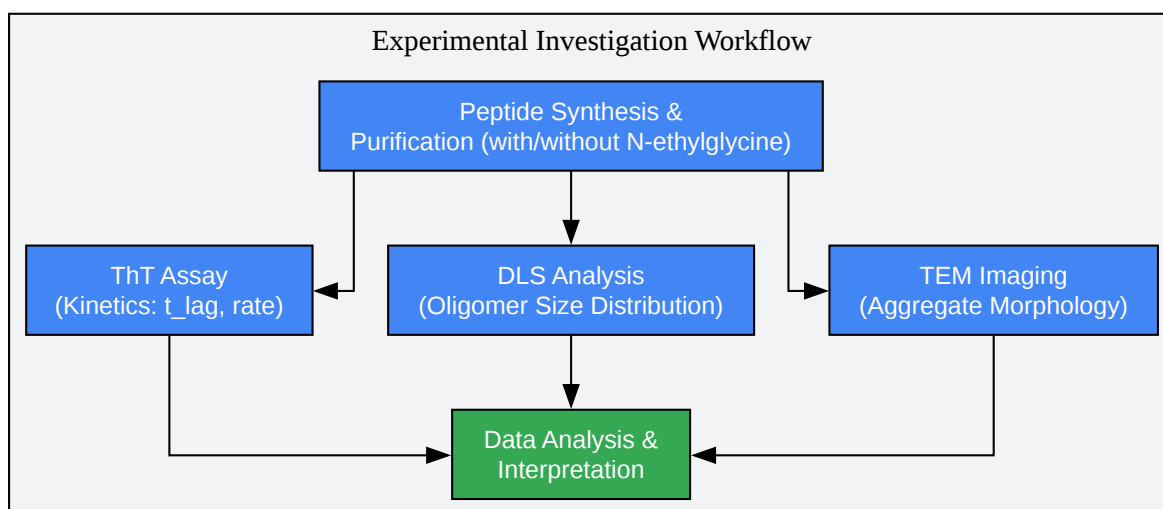 Experimental Investigation Workflow
Peptide Synthesis &
Purification (with/without N-ethylglycine)
ThT Assay
(Kinetics: t_lag, rate)
DLS Analysis
(Oligomer Size Distribution)
TEM Imaging
(Aggregate Morphology)
Data Analysis &
Interpretation